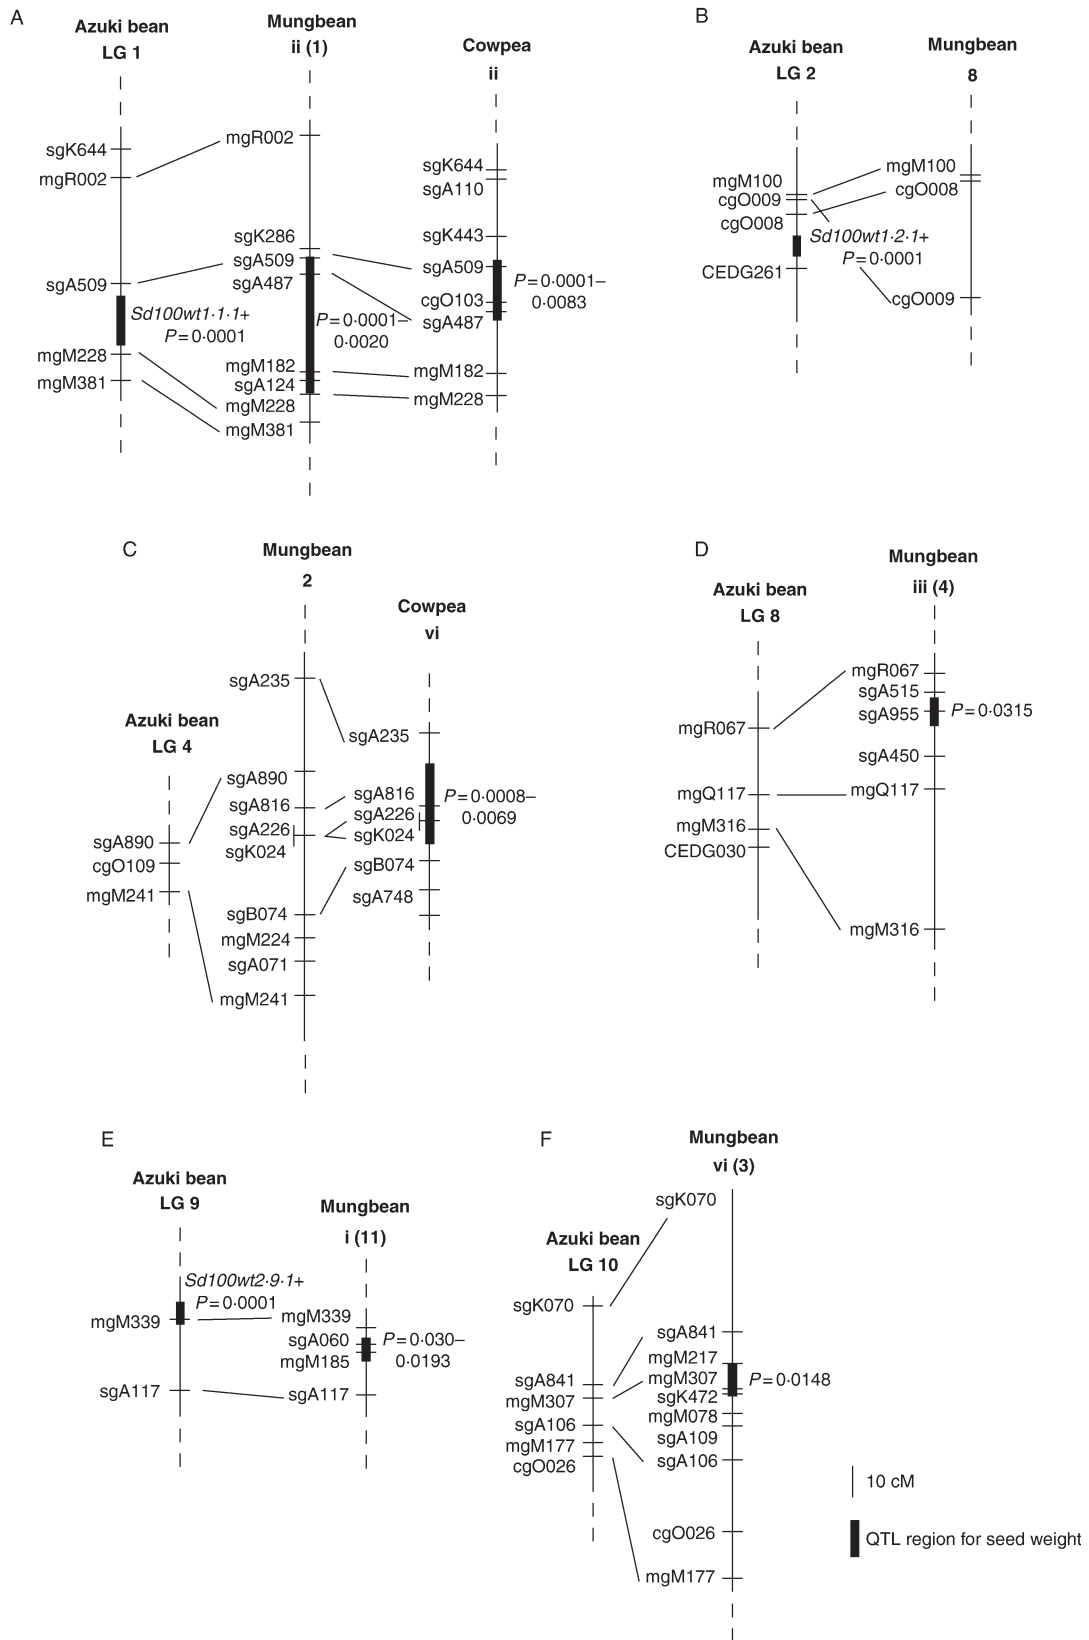 A
Azuki bean
LG 1
Mungbean
ii (1)
Cowpea
ii
sgK644
mgR002
sgA509
Sd100wt1·1·1+
P=0·0001
mgM228
mgM381
mgR002
sgK286
sgA509
sgA487
P=0·0001–
0·0020
mgM182
sgA124
mgM228
mgM381
sgK644
sgA110
sgK443
sgA509
cgO103
sgA487
P=0·0001–
0·0083
mgM182
mgM228
B
Azuki bean
LG 2
Mungbean
8
mgM100
cgO009
cgO008
CEDG261
Sd100wt1·2·1+
P=0·0001
mgM100
cgO008
cgO009
C
Azuki bean
LG 4
Mungbean
2
Cowpea
vi
sgA890
cgO109
mgM241
sgA235
sgA890
sgA816
sgA226
sgK024
sgB074
mgM224
sgA071
mgM241
sgA235
sgA816
sgA226
sgK024
sgB074
sgA748
P=0·0008–
0·0069
D
Azuki bean
LG 8
Mungbean
iii (4)
mgR067
mgQ117
mgM316
CEDG030
mgR067
sgA515
sgA955
P=0·0315
sgA450
mgQ117
mgM316
E
Azuki bean
LG 9
Mungbean
i (11)
Sd100wt2·9·1+
P=0·0001
mgM339
sgA117
mgM339
sgA060
mgM185
P=0·030–
0·0193
sgA117
F
Azuki bean
LG 10
Mungbean
vi (3)
sgK070
sgA841
mgM307
sgA106
mgM177
cgO026
sgK070
sgA841
mgM217
mgM307
P=0·0148
sgK472
mgM078
sgA109
sgA106
cgO026
mgM177
10 cM
QTL region for seed weight